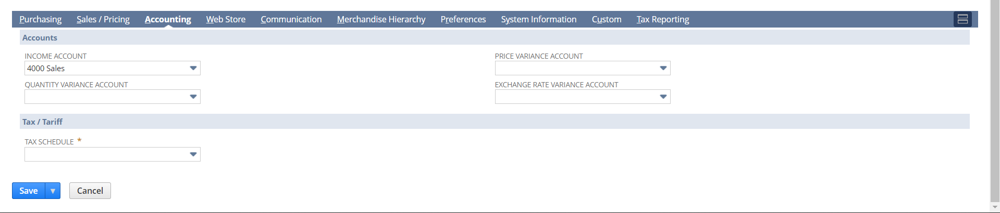 Purchasing Sales / Pricing Accounting Web Store Communication Merchandise Hierarchy Preferences System Information Custom Tax Reporting
Accounts
INCOME ACCOUNT PRICE VARIANCE ACCOUNT
4000 Sales
QUANTITY VARIANCE ACCOUNT EXCHANGE RATE VARIANCE ACCOUNT
Tax / Tariff
TAX SCHEDULE *
Save Cancel